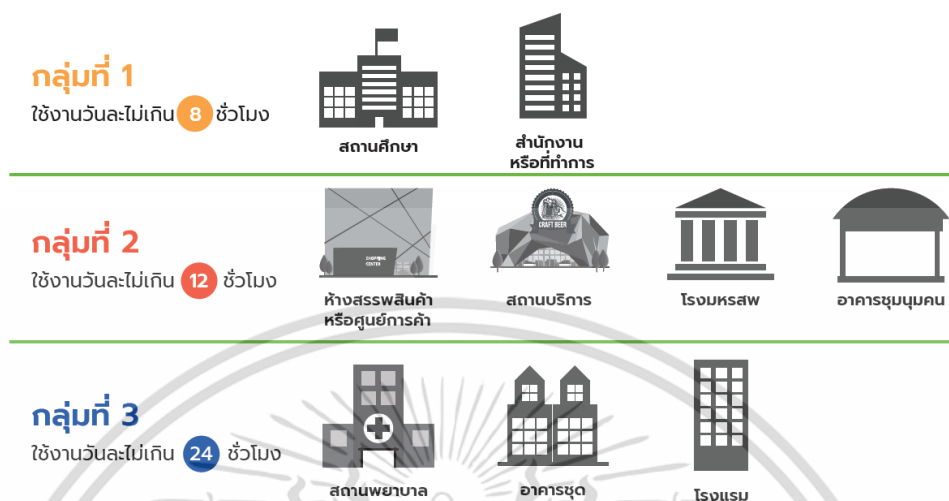 กลุ่มที่ 1
ใช้งานวันละไม่เกิน 8 ชั่วโมง
สถานศึกษา
สำนักงาน
หรือที่ทำการ
กลุ่มที่ 2
ใช้งานวันละไม่เกิน 12 ชั่วโมง
SHOPPING
CENTER
ห้างสรรพสินค้า
หรือศูนย์การค้า
CRAFT BEER
สถานบริการ
โรงมหรสพ
อาคารชุมนุมคน
กลุ่มที่ 3
ใช้งานวันละไม่เกิน 24 ชั่วโมง
สถานพยาบาล
อาคารชุด
โรงแรม